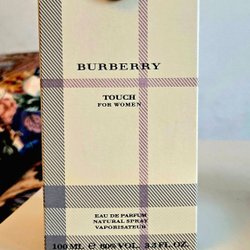 BURBERRY
TOUCH
FOR WOMEN
EAU DE PARFUM
NATURAL SPRAY
VAPORISATEUR
100 ML ℮ 80% VOL. 3.3 FL.OZ.